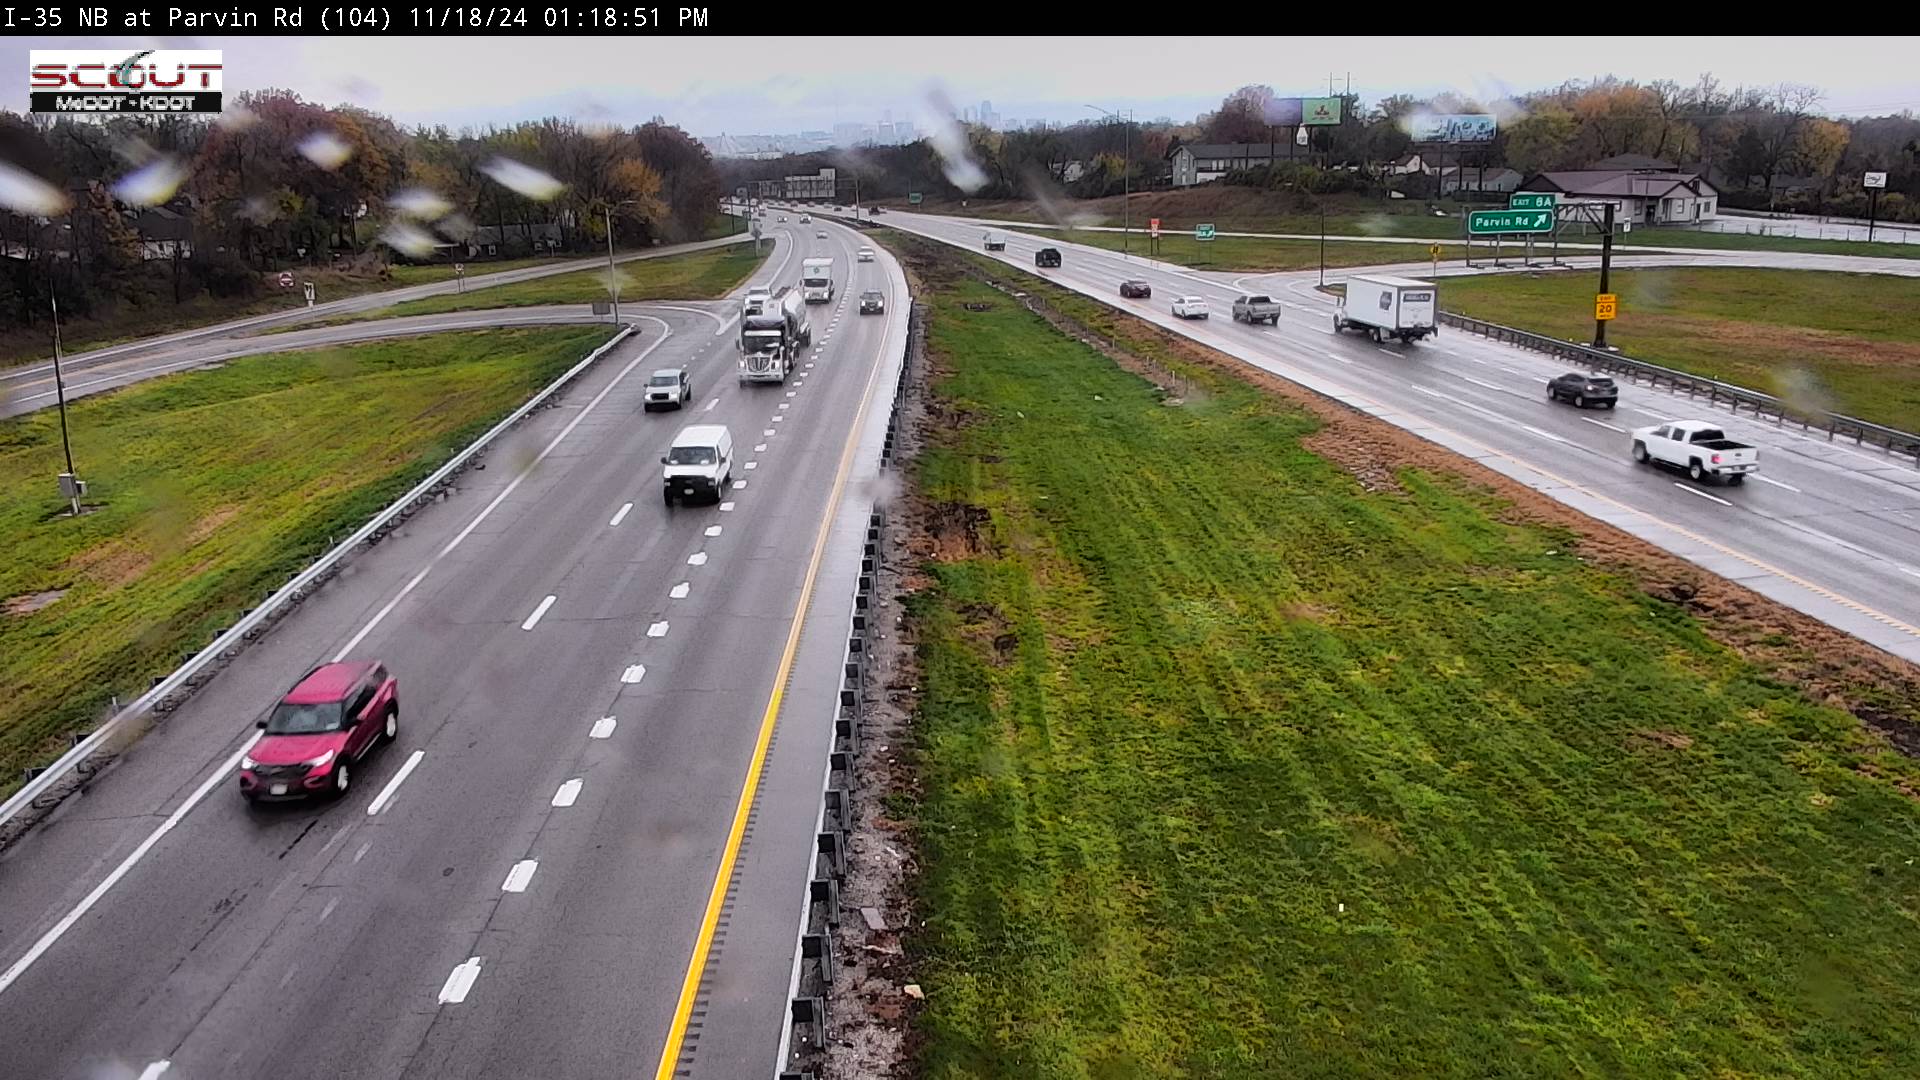 I-35 NB at Parvin Rd (104) 11/18/24 01:18:51 PM
SCOUT
MoDOT - KDOT
EXIT 6A
Parvin Rd
EXIT
20